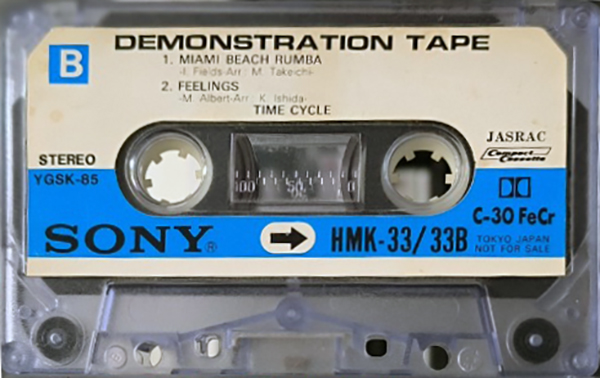 DEMONSTRATION TAPE
B
1. MIAMI BEACH RUMBA
-I. Fields-Arr: M. Takeichi-
2. FEELINGS
-M. Albert-Arr: K. Ishida-
TIME CYCLE
JASRAC
Compact
Cassette
STEREO
YGSK-85
100 50 0
C-30 FeCr
SONY®
HMK-33/33B
TOKYO JAPAN
NOT FOR SALE